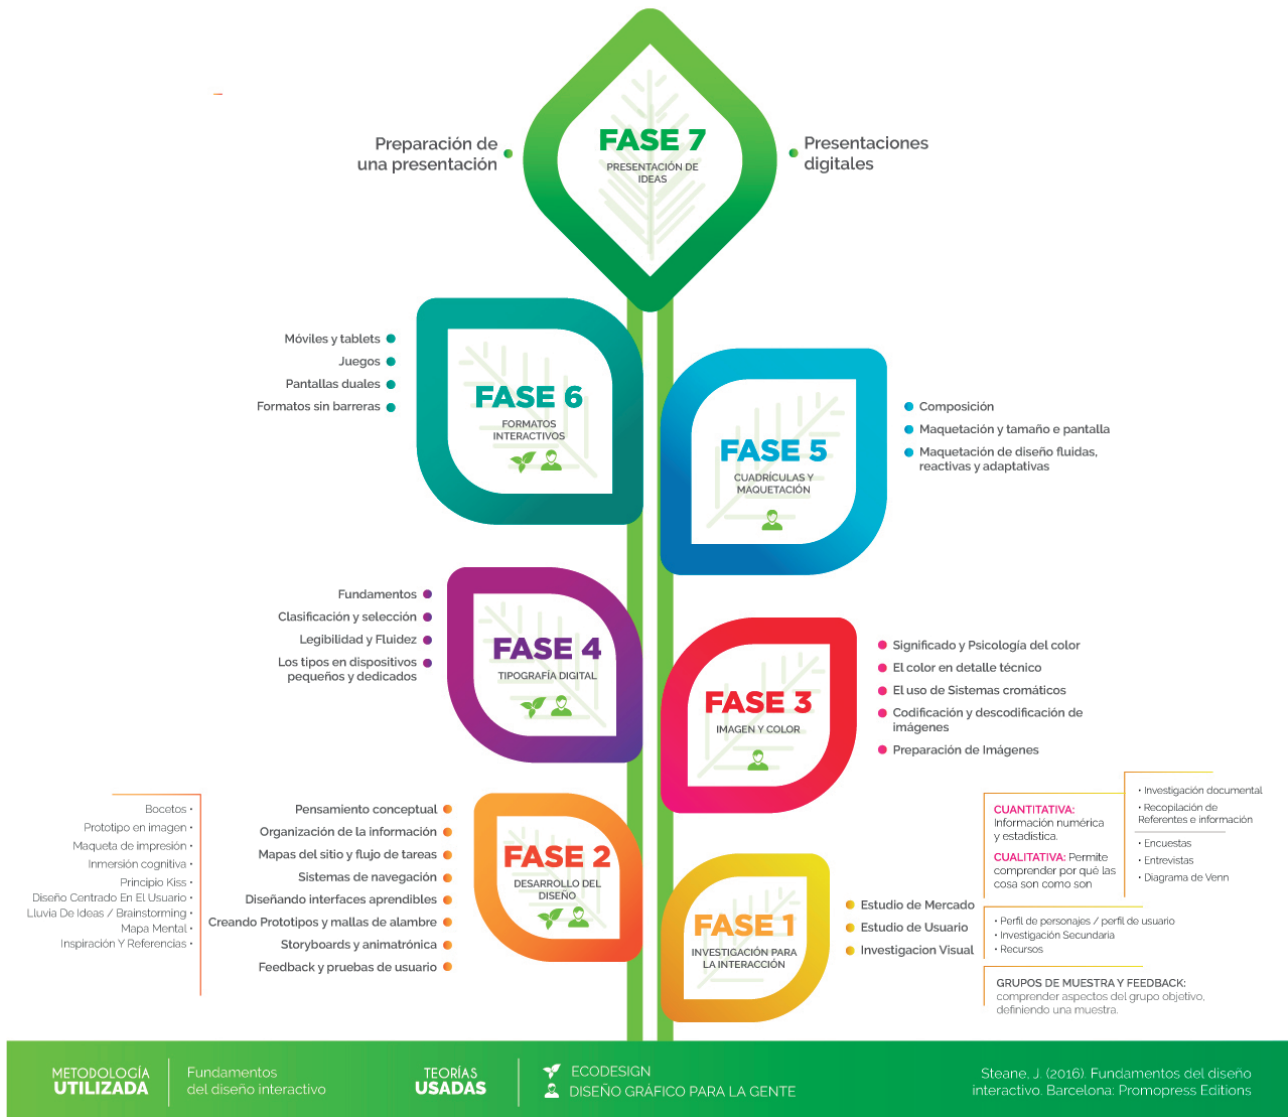 FASE 7
PRESENTACIÓN DE
IDEAS
Preparación de
una presentación
Presentaciones
digitales
FASE 6
FORMATOS
INTERACTIVOS
Móviles y tablets
Juegos
Pantallas duales
Formatos sin barreras
FASE 5
CUADRÍCULAS Y
MAQUETACIÓN
Composición
Maquetación y tamaño e pantalla
Maquetación de diseño fluidas,
reactivas y adaptativas
FASE 4
TIPOGRAFÍA DIGITAL
Fundamentos
Clasificación y selección
Legibilidad y Fluidez
Los tipos en dispositivos
pequeños y dedicados
FASE 3
IMAGEN Y COLOR
Significado y Psicología del color
El color en detalle técnico
El uso de Sistemas cromáticos
Codificación y descodificación de
imágenes
Preparación de Imágenes
FASE 2
DESARROLLO DEL
DISEÑO
Pensamiento conceptual
Organización de la información
Mapas del sitio y flujo de tareas
Sistemas de navegación
Diseñando interfaces aprendibles
Creando Prototipos y mallas de alambre
Storyboards y animatrónica
Feedback y pruebas de usuario
Bocetos •
Prototipo en imagen •
Maqueta de impresión •
Inmersión cognitiva •
Principio Kiss •
Diseño Centrado En El Usuario •
Lluvia De Ideas / Brainstorming •
Mapa Mental •
Inspiración Y Referencias •
FASE 1
INVESTIGACIÓN PARA
LA INTERACCIÓN
Estudio de Mercado
Estudio de Usuario
Investigacion Visual
CUANTITATIVA:
Información numérica
y estadistica.
CUALITATIVA: Permite
comprender por qué las
cosa son como son
• Investigación documental
• Recopilación de
Referentes e información
• Encuestas
• Entrevistas
• Diagrama de Venn
• Perfil de personajes / perfil de usuario
• Investigación Secundaria
• Recursos
GRUPOS DE MUESTRA Y FEEDBACK:
comprender aspectos del grupo objetivo,
definiendo una muestra.
METODOLOGÍA
UTILIZADA
Fundamentos
del diseño interactivo
TEORÍAS
USADAS
ECODESIGN
DISEÑO GRÁFICO PARA LA GENTE
Steane, J. (2016). Fundamentos del diseño
interactivo. Barcelona: Promopress Editions